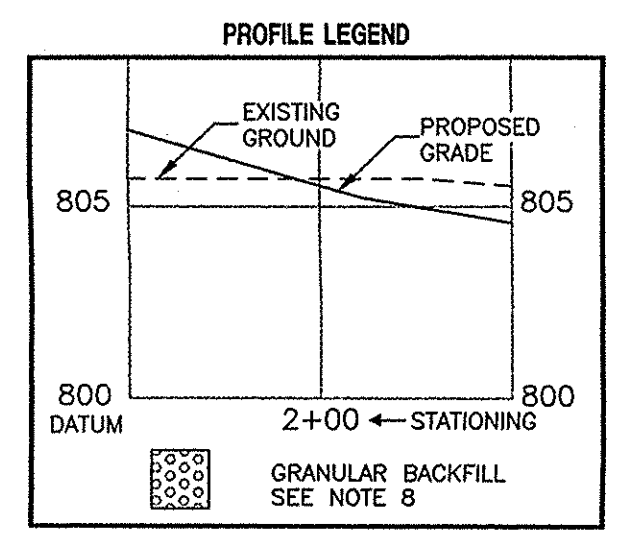 PROFILE LEGEND
EXISTING
GROUND
PROPOSED
GRADE
805
805
800
800
DATUM
2+00
STATIONING
GRANULAR BACKFILL
SEE NOTE 8